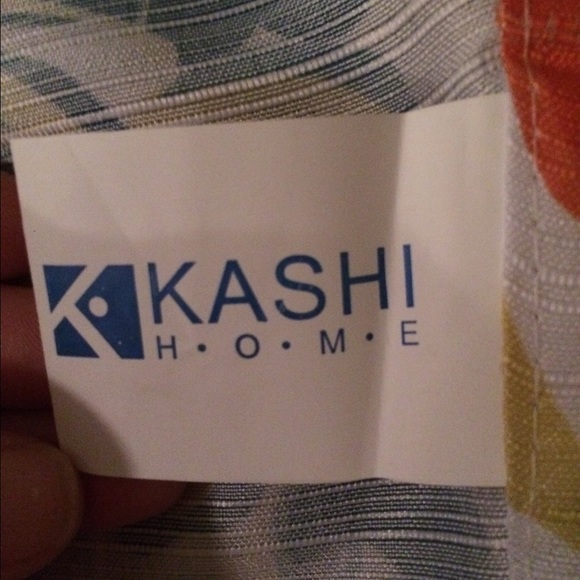 K KASHI
H • O • M • E